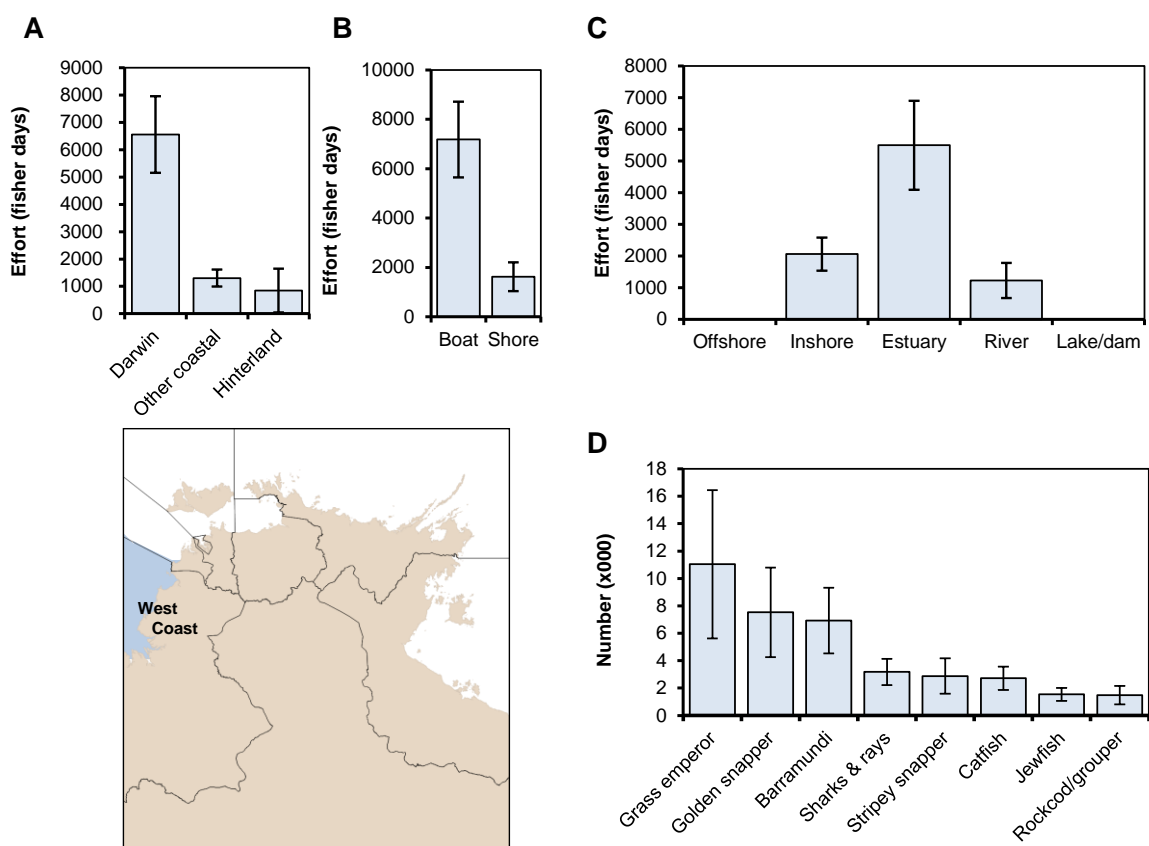 A
Effort (fisher days)
9000
8000
7000
6000
5000
4000
3000
2000
1000
0
Darwin
Other coastal
Hinterland
B
Effort (fisher days)
10000
8000
6000
4000
2000
0
Boat
Shore
C
Effort (fisher days)
8000
7000
6000
5000
4000
3000
2000
1000
0
Offshore
Inshore
Estuary
River
Lake/dam
West
Coast
D
Number (x000)
18
16
14
12
10
8
6
4
2
0
Grass emperor
Golden snapper
Barramundi
Sharks & rays
Stripey snapper
Catfish
Jewfish
Rockcod/grouper